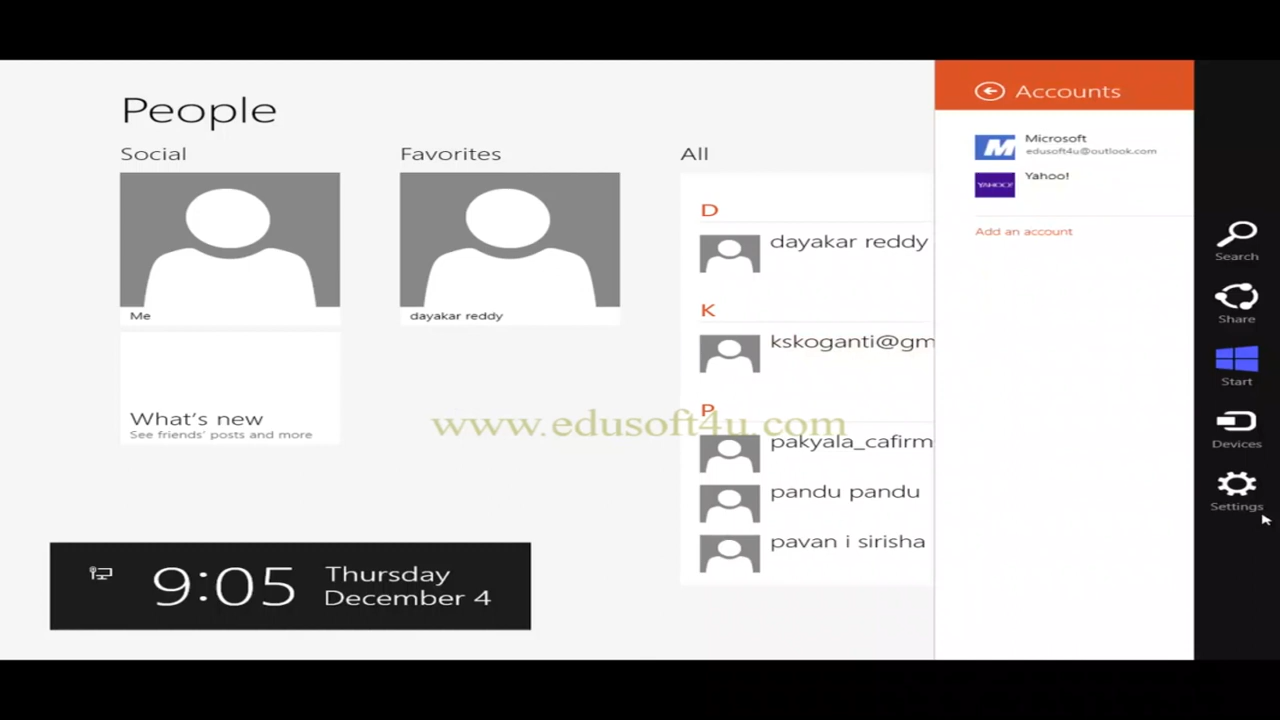 People
Social
Favorites
All
Me
What's new
See friends' posts and more
dayakar reddy
D
dayakar reddy
K
kskoganti@gm
P
pakyala_cafirm
pandu pandu
pavan i sirisha
www.edusoft4u.com
9:05
Thursday
December 4
Accounts
M
Microsoft
edusoft4u@outlook.com
YAHOO!
Yahoo!
Add an account
Search
Share
Start
Devices
Settings